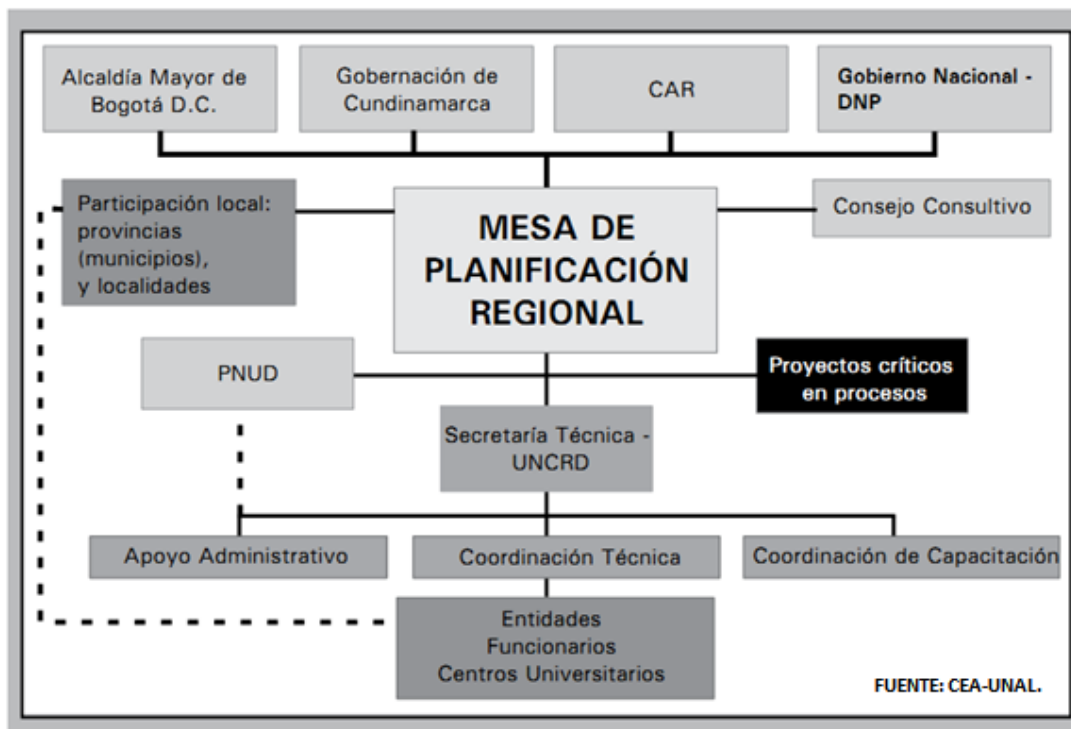 Alcaldía Mayor de
Bogotá D.C.
Gobernación de
Cundinamarca
CAR
Gobierno Nacional -
DNP
Participación local:
provincias
(municipios),
y localidades
MESA DE
PLANIFICACIÓN
REGIONAL
Consejo Consultivo
PNUD
Proyectos críticos
en procesos
Secretaría Técnica -
UNCRD
Apoyo Administrativo
Coordinación Técnica
Coordinación de Capacitación
Entidades
Funcionarios
Centros Universitarios
FUENTE: CEA-UNAL.